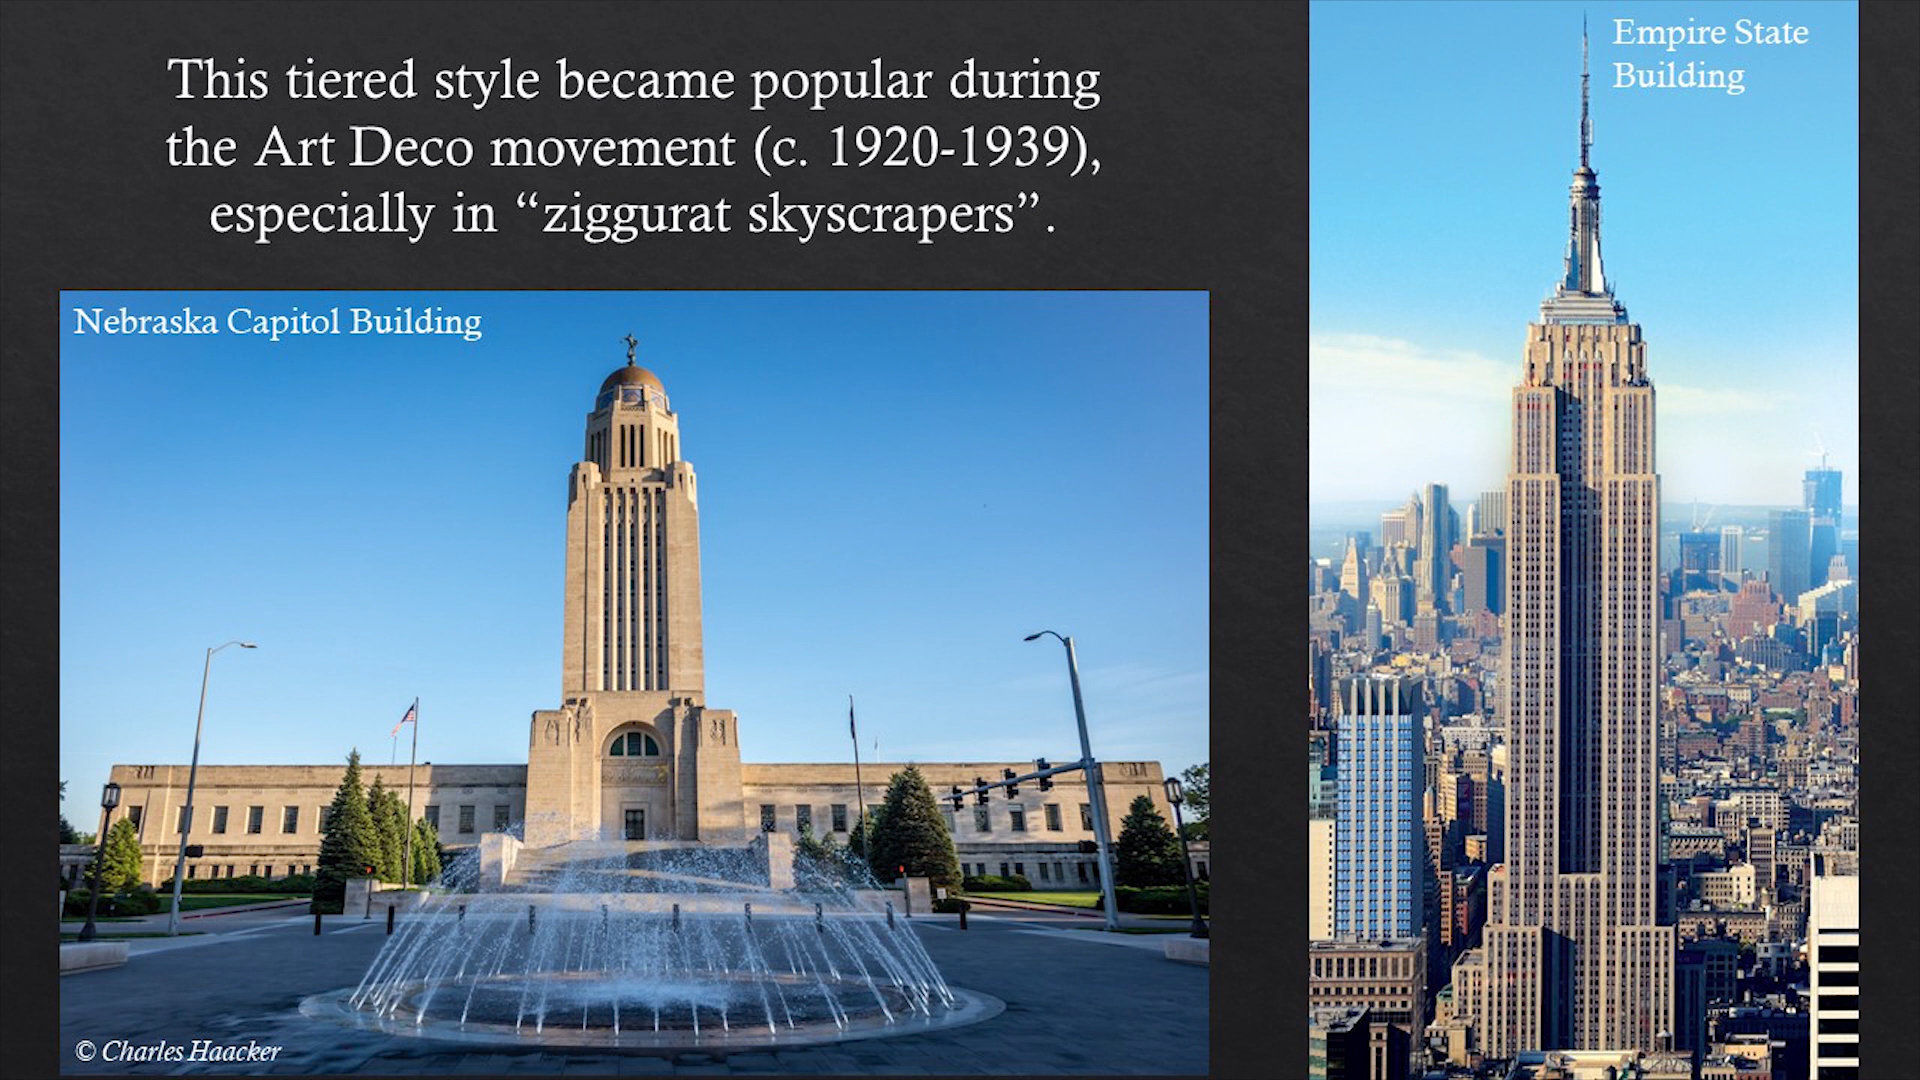 This tiered style became popular during
the Art Deco movement (c. 1920-1939),
especially in “ziggurat skyscrapers”.
Nebraska Capitol Building
© Charles Haacker
Empire State
Building